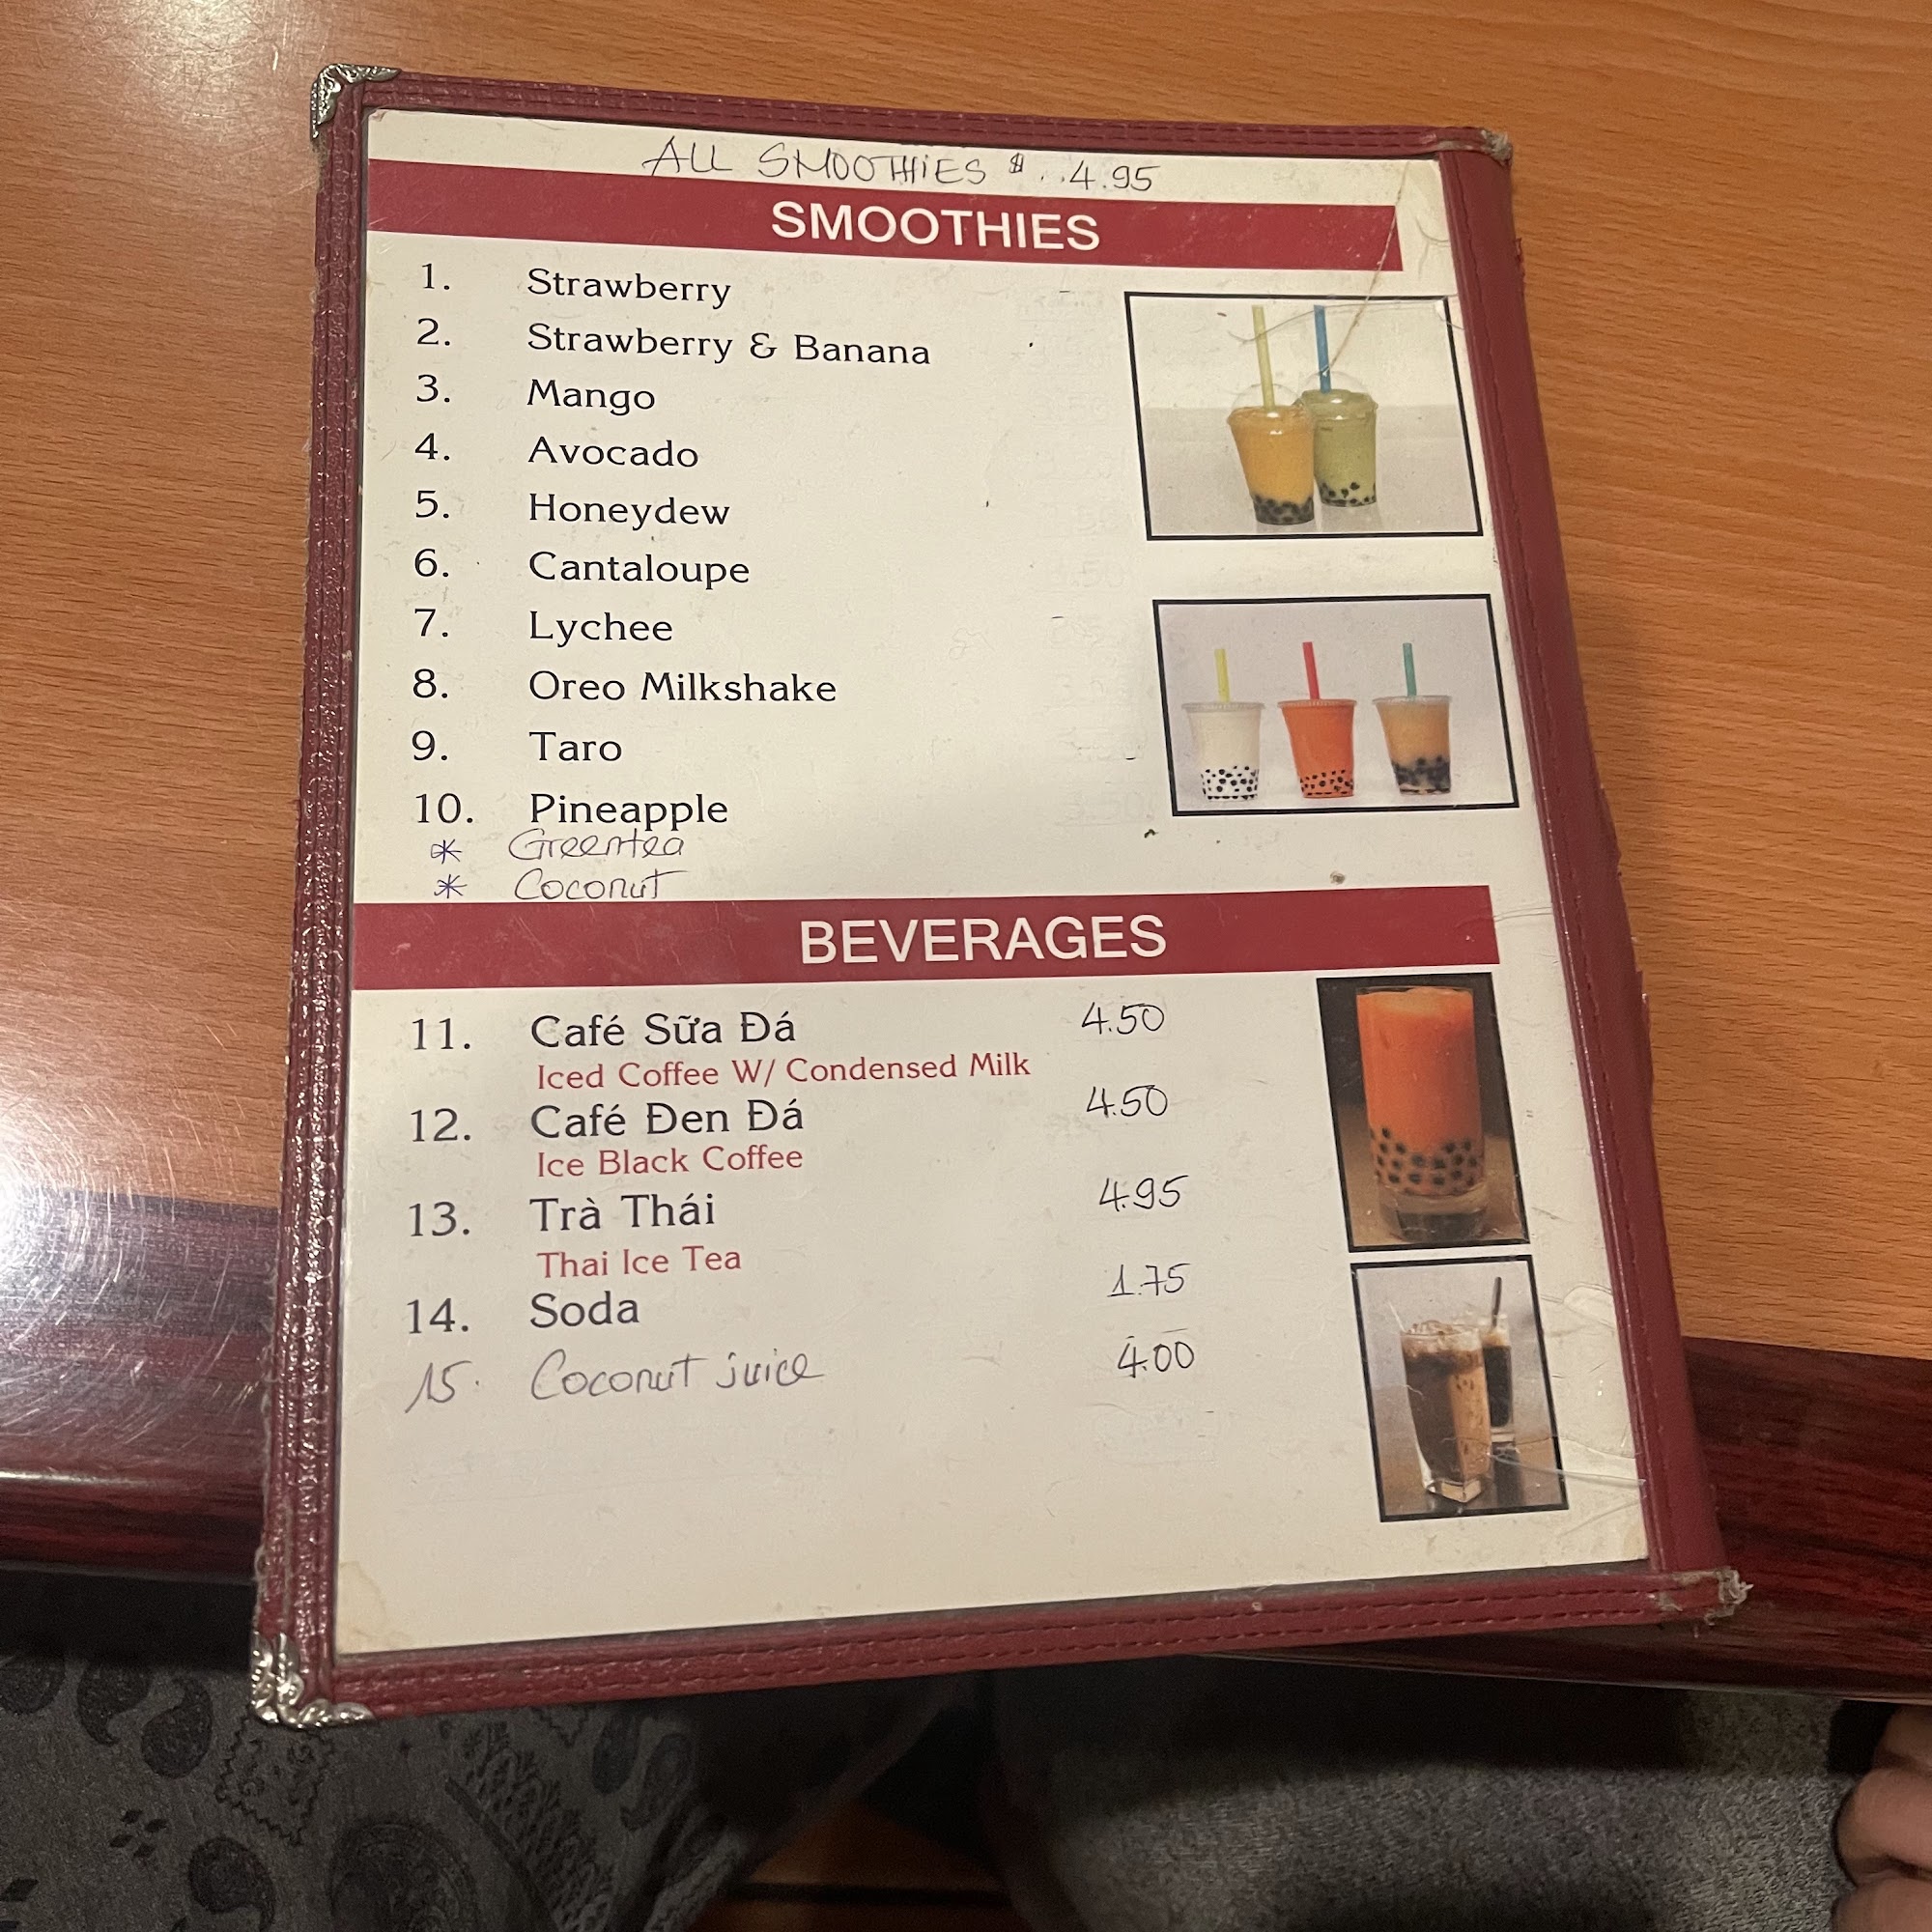 ALL SMOOTHIES $ .. 4.95
SMOOTHIES
1. Strawberry
2. Strawberry & Banana
3. Mango
4. Avocado
5. Honeydew
6. Cantaloupe
7. Lychee
8. Oreo Milkshake
9. Taro
10. Pineapple
* Greentea
* Coconut
BEVERAGES
11. Café Sữa Đá 4.50
Iced Coffee W/ Condensed Milk
12. Café Đen Đá 4.50
Ice Black Coffee
13. Trà Thái 4.95
Thai Ice Tea
14. Soda 1.75
15. Coconut juice 4.00